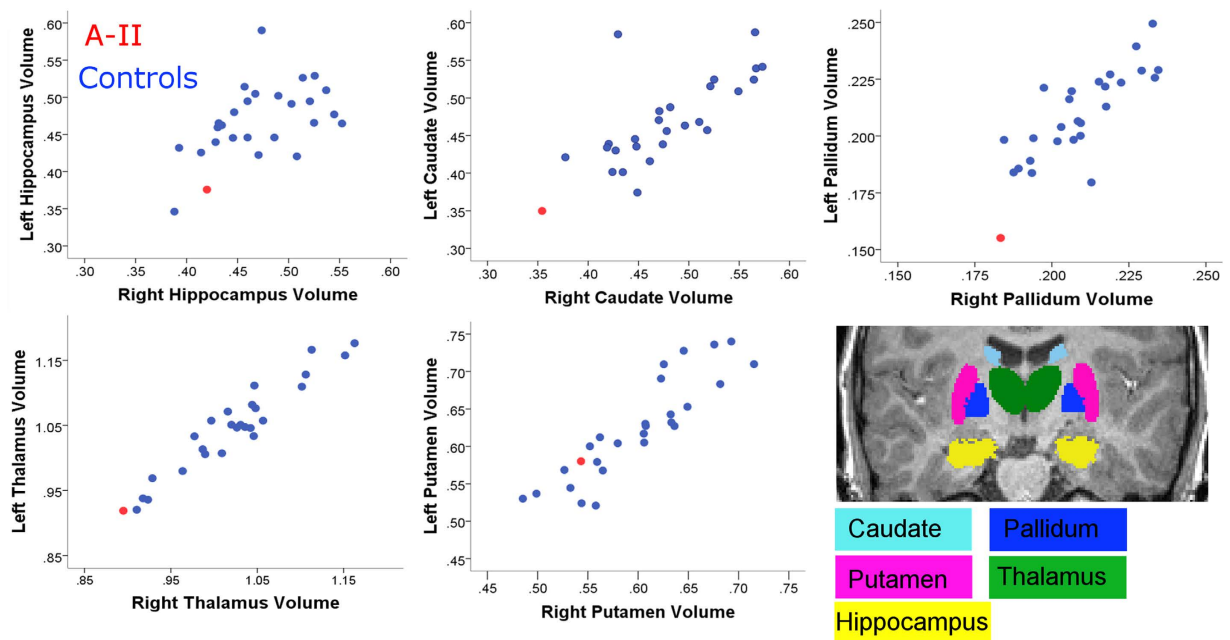 A-II
Controls
Left Hippocampus Volume
.60
.50
.45
.40
.35
.30
.30 .35 .40 .45 .50 .55 .60
Right Hippocampus Volume
Left Caudate Volume
.60
.55
.50
.45
.40
.35
.30
.30 .35 .40 .45 .50 .55 .60
Right Caudate Volume
Left Pallidum Volume
.250
.225
.200
.175
.150
.150 .175 .200 .225 .250
Right Pallidum Volume
Left Thalamus Volume
1.15
1.05
.95
.85
.85 .95 1.05 1.15
Right Thalamus Volume
Left Putamen Volume
.75
.70
.65
.60
.55
.50
.45
.45 .50 .55 .60 .65 .70 .75
Right Putamen Volume
Caudate Pallidum
Putamen Thalamus
Hippocampus